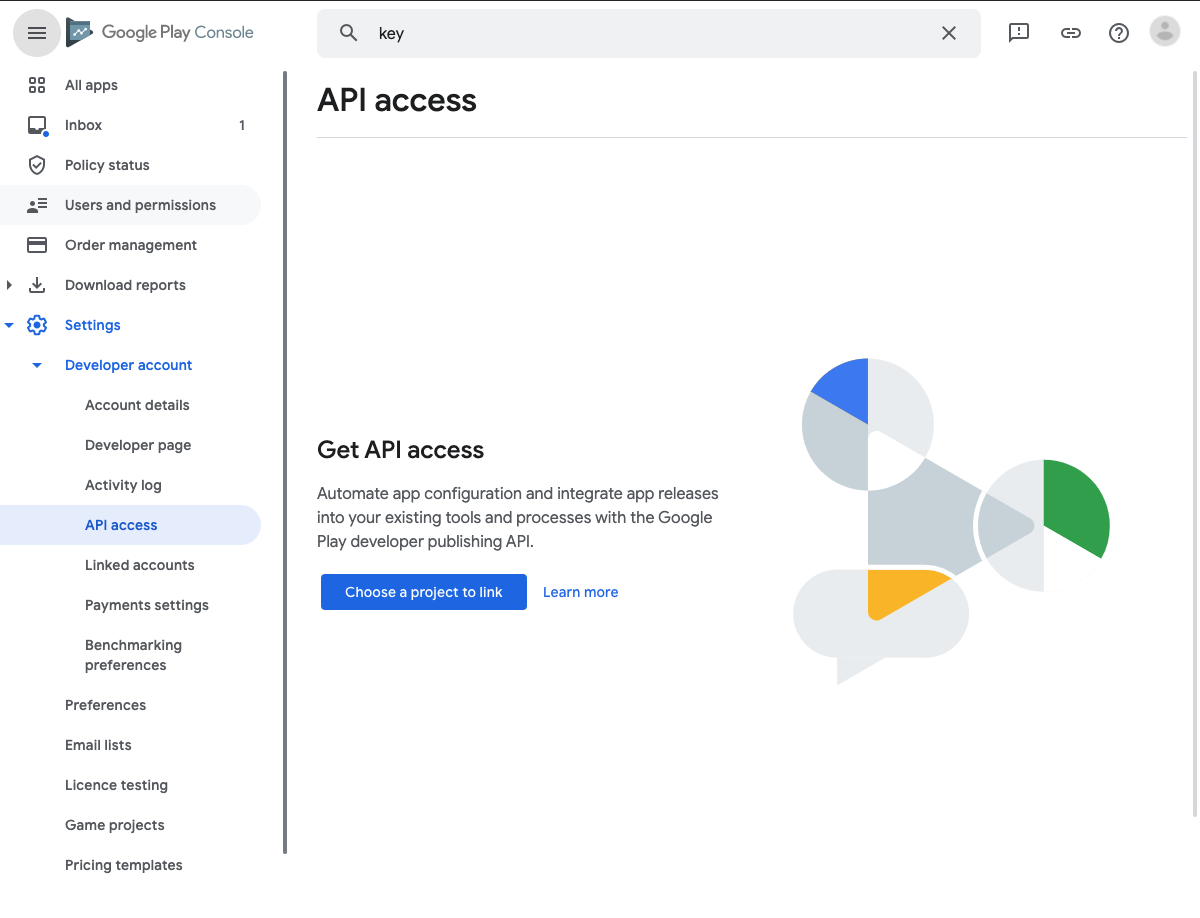 Google Play Console
key
All apps
Inbox 1
Policy status
Users and permissions
Order management
Download reports
Settings
Developer account
Account details
Developer page
Activity log
API access
Linked accounts
Payments settings
Benchmarking
preferences
Preferences
Email lists
Licence testing
Game projects
Pricing templates
API access
Get API access
Automate app configuration and integrate app releases
into your existing tools and processes with the Google
Play developer publishing API.
Choose a project to link Learn more